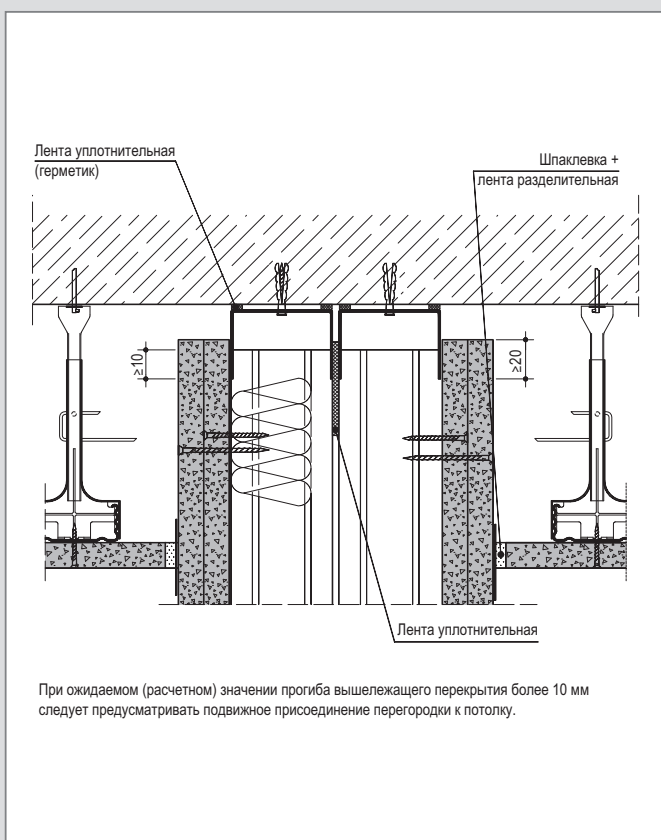 Лента уплотнительная
(герметик)
Шпаклевка +
лента разделительная
≥10
≥20
Лента уплотнительная
При ожидаемом (расчетном) значении прогиба вышележащего перекрытия более 10 мм
следует предусматривать подвижное присоединение перегородки к потолку.